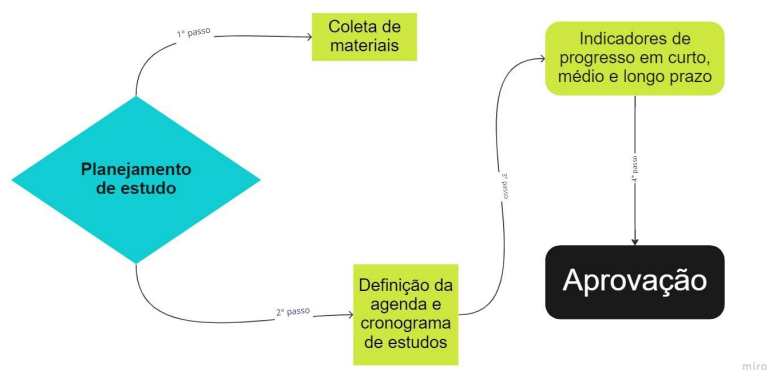 1º passo
Coleta de
materiais
Planejamento
de estudo
2º passo
Definição da
agenda e
cronograma
de estudos
3º passo
Indicadores de
progresso em curto,
médio e longo prazo
4º passo
Aprovação
miro